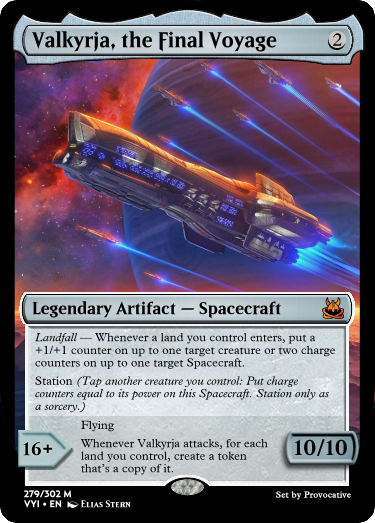 Valkyrja, the Final Voyage 2
Legendary Artifact — Spacecraft
Landfall — Whenever a land you control enters, put a
+1/+1 counter on up to one target creature or two charge
counters on up to one target Spacecraft.
Station (Tap another creature you control: Put charge
counters equal to its power on this Spacecraft. Station only as
a sorcery.)
Flying
16+
Whenever Valkyrja attacks, for each
land you control, create a token
that's a copy of it.
10/10
279/302 M
VYI • EN Elias Stern
Set by Provocative